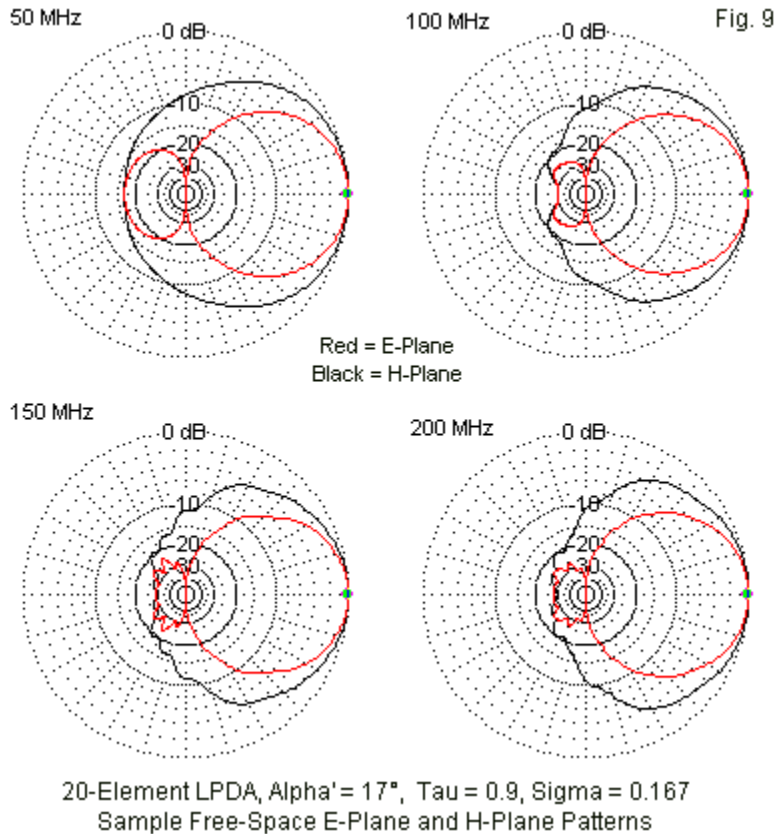 50 MHz
0 dB
100 MHz
0 dB
Fig. 9
-10
-20
-30
-10
-20
-30
Red = E-Plane
Black = H-Plane
150 MHz
0 dB
200 MHz
0 dB
-10
-20
-30
-10
-20
-30
20-Element LPDA, Alpha' = 17°, Tau = 0.9, Sigma = 0.167
Sample Free-Space E-Plane and H-Plane Patterns